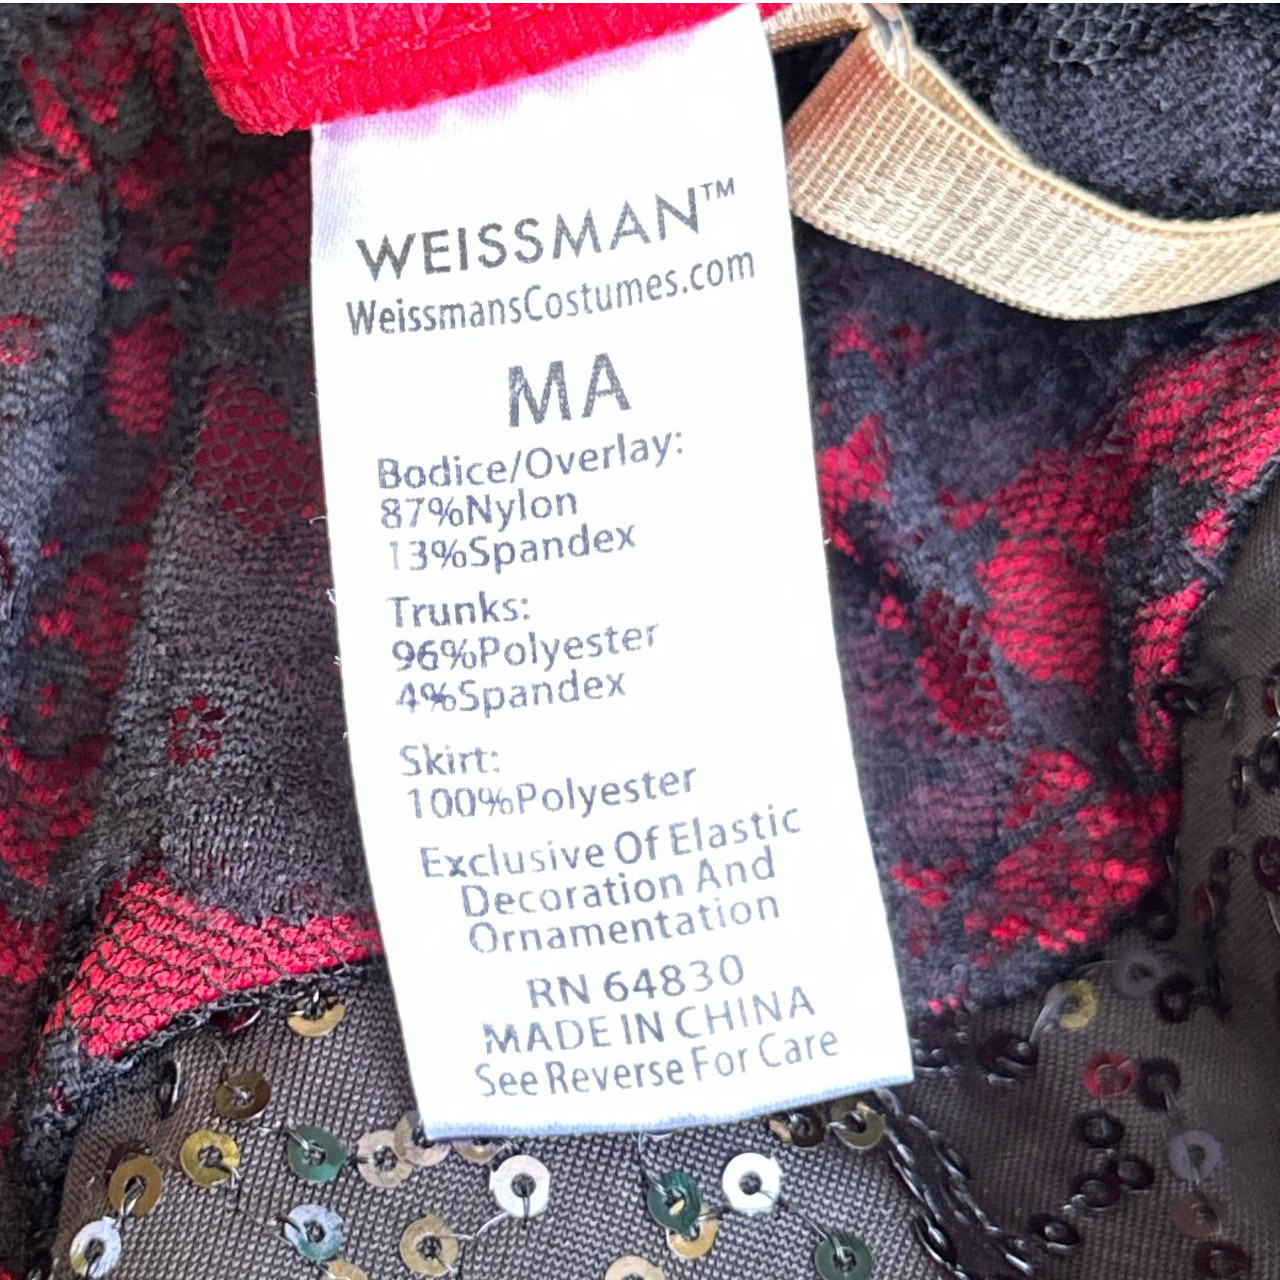 WEISSMAN™
WeissmansCostumes.com
MA
Bodice/Overlay:
87%Nylon
13%Spandex
Trunks:
96%Polyester
4%Spandex
Skirt:
100%Polyester
Exclusive Of Elastic
Decoration And
Ornamentation
RN 64830
MADE IN CHINA
See Reverse For Care